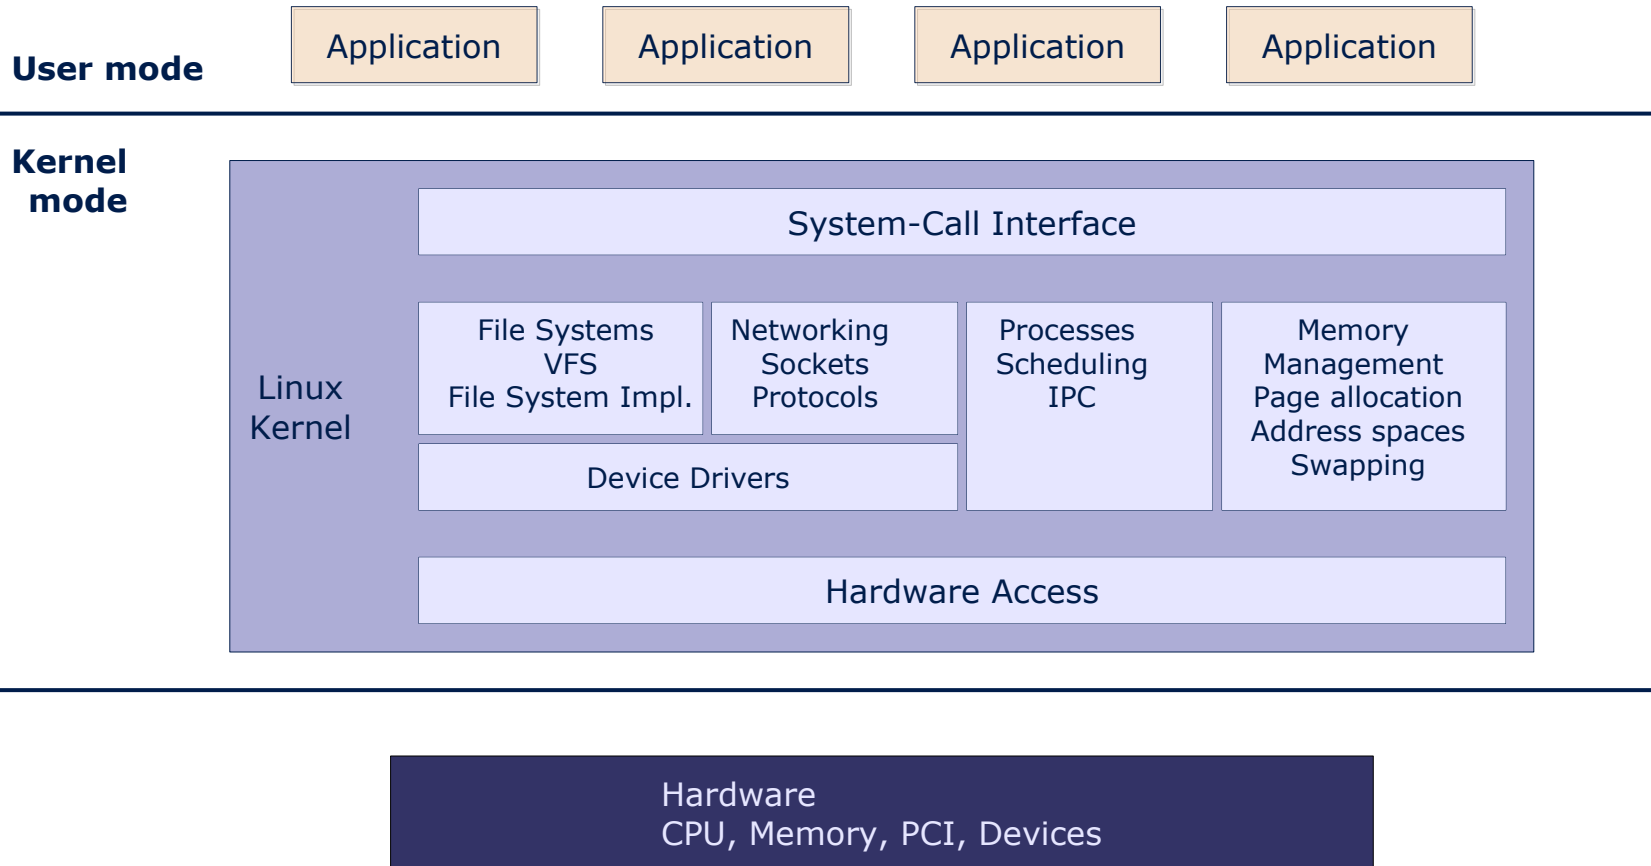 Application
Application
Application
Application
User mode
Kernel
mode
System-Call Interface
Linux
Kernel
File Systems
VFS
File System Impl.
Networking
Sockets
Protocols
Processes
Scheduling
IPC
Memory
Management
Page allocation
Address spaces
Swapping
Device Drivers
Hardware Access
Hardware
CPU, Memory, PCI, Devices